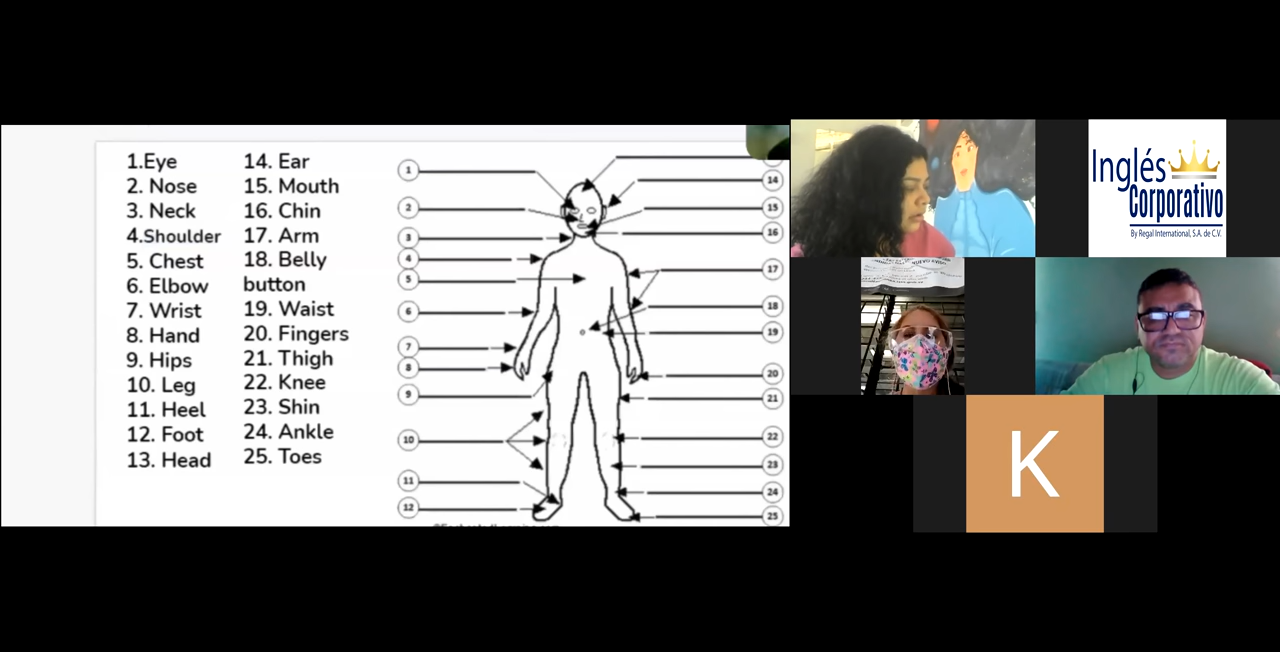 1.Eye
2. Nose
3. Neck
4.Shoulder
5. Chest
6. Elbow
7. Wrist
8. Hand
9. Hips
10. Leg
11. Heel
12. Foot
13. Head
14. Ear
15. Mouth
16. Chin
17. Arm
18. Belly
button
19. Waist
20. Fingers
21. Thigh
22. Knee
23. Shin
24. Ankle
25. Toes
1
2
3
4
5
6
7
8
9
10
11
12
14
15
16
17
18
19
20
21
22
23
24
25
Inglés
Corporativo
By Regal International, S.A. de C.V.
K